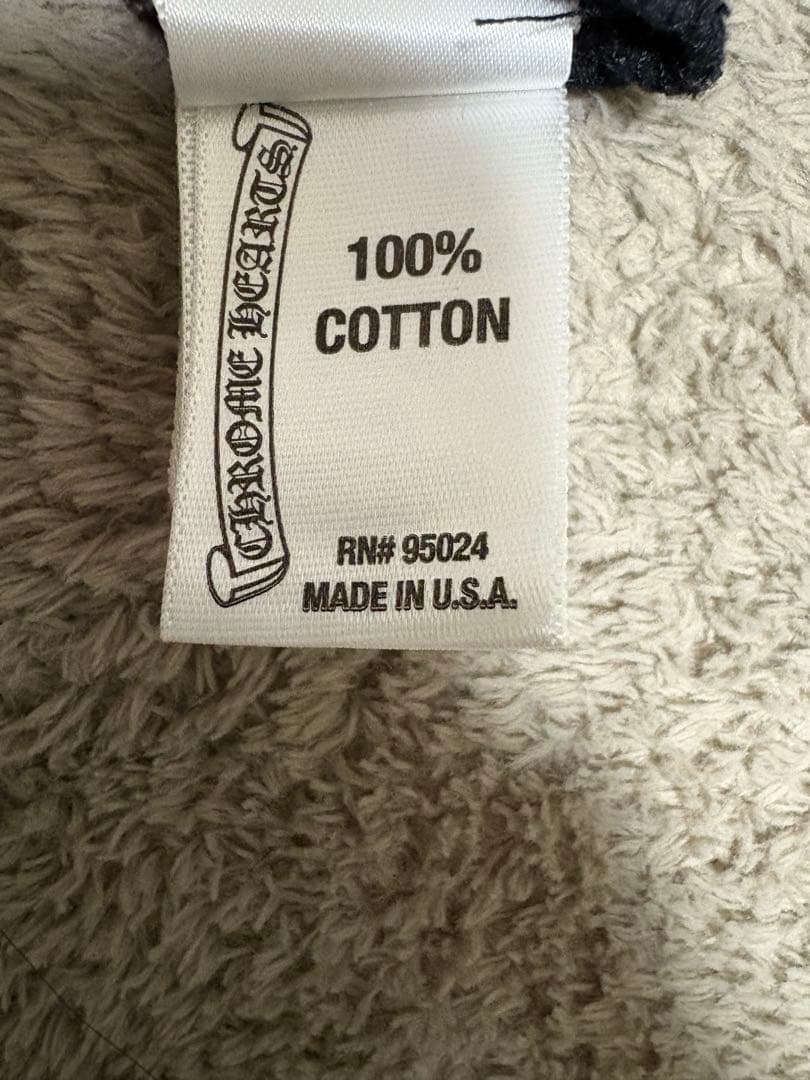 CHROME HEARTS
100%
COTTON
RN# 95024
MADE IN U.S.A.